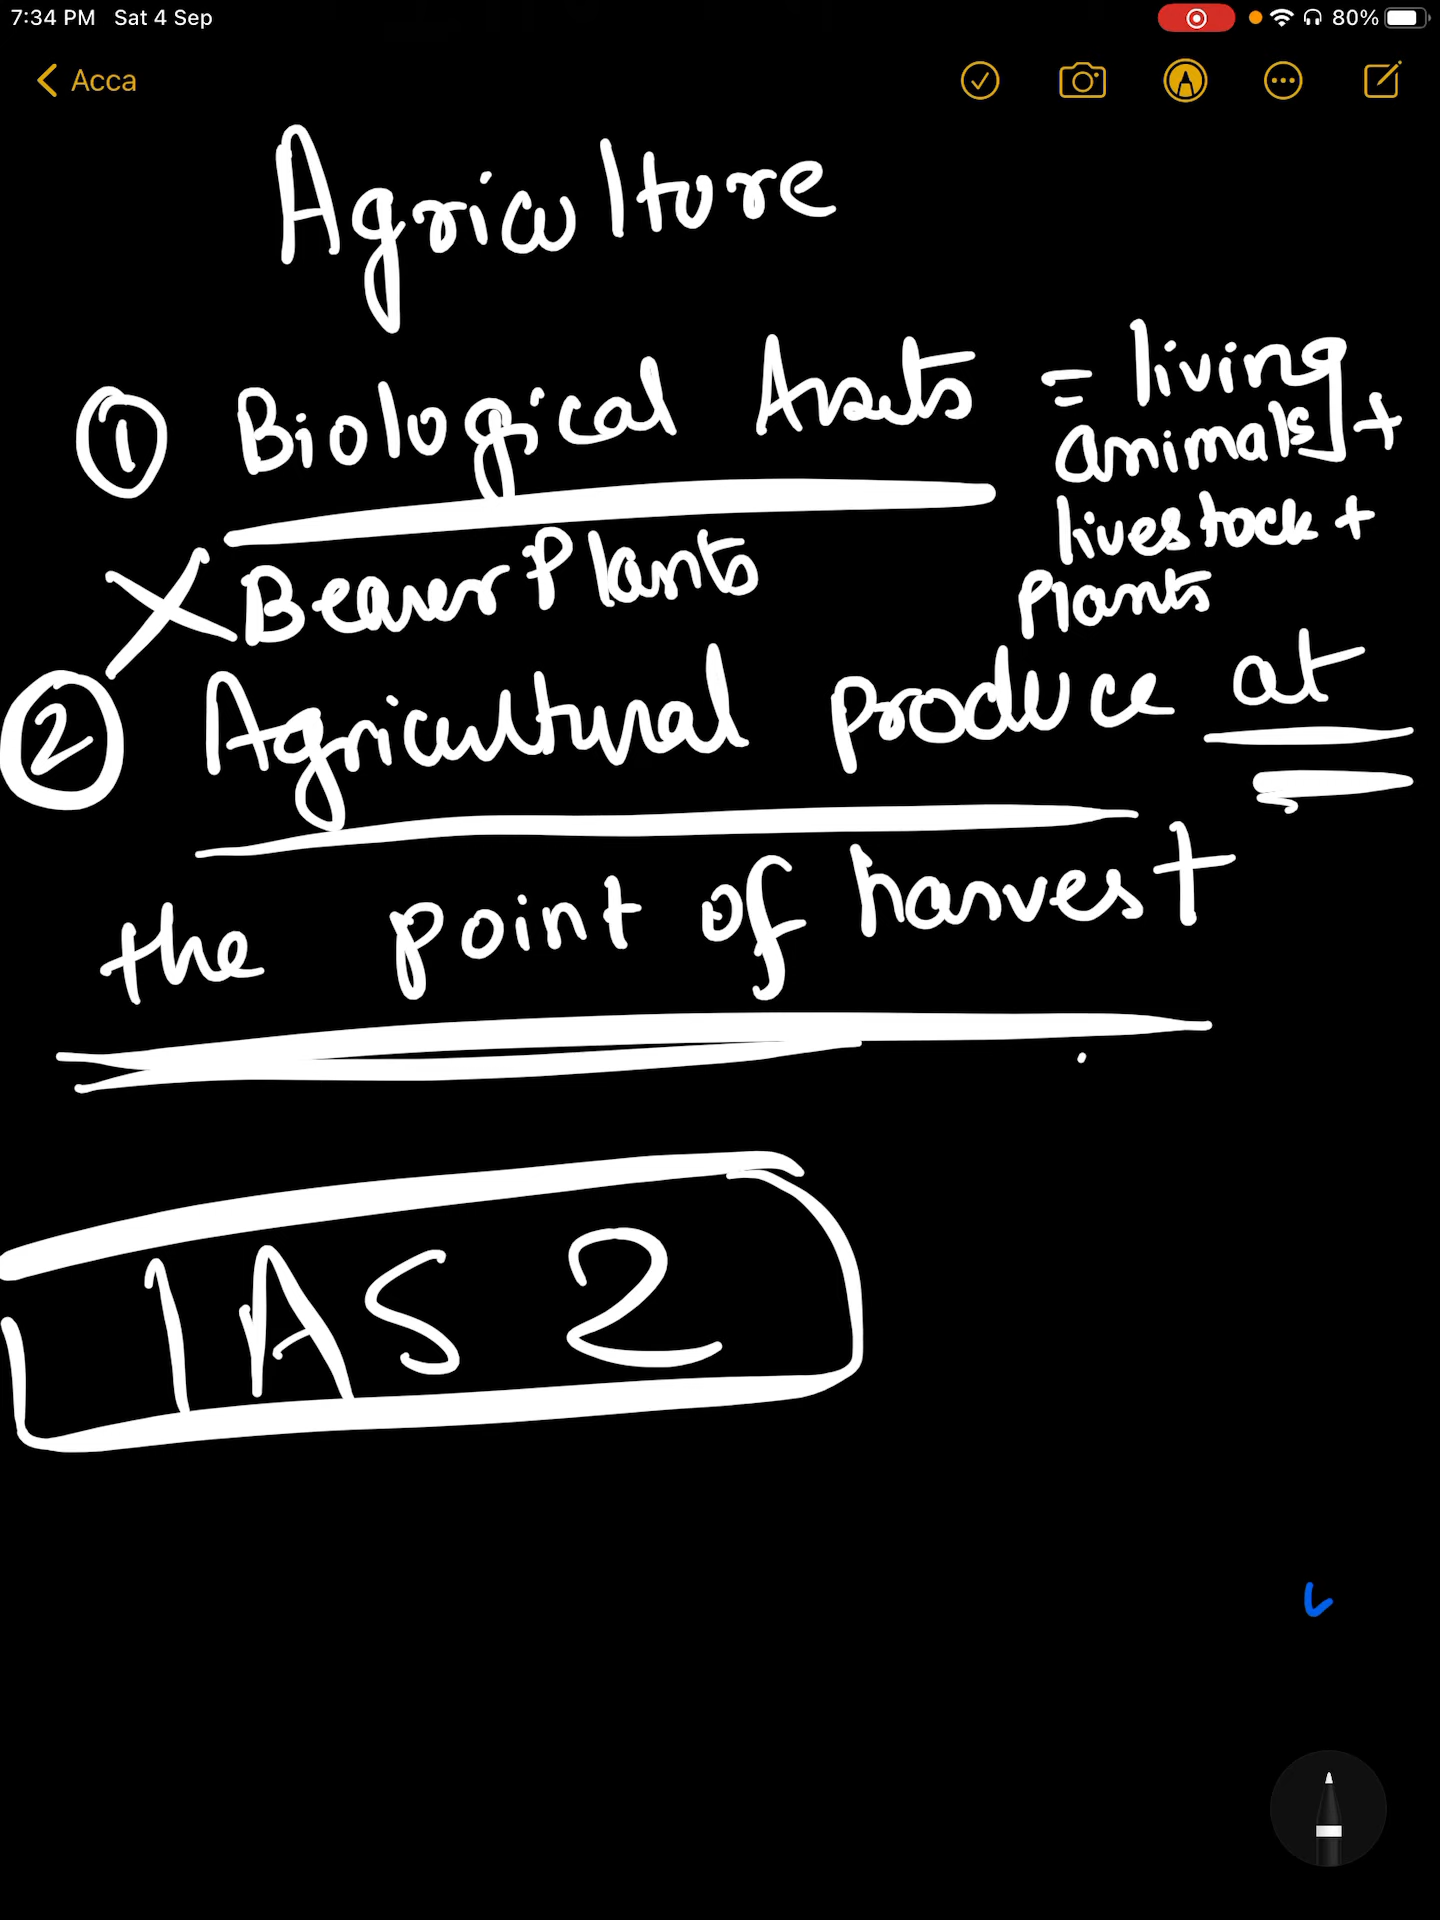 7:34 PM Sat 4 Sep 80%
Acca
Agriculture
① Biological Assets = living
animals +
livestock +
Plants
X Bearer Plants
② Agricultural produce at
the point of harvest
IAS 2